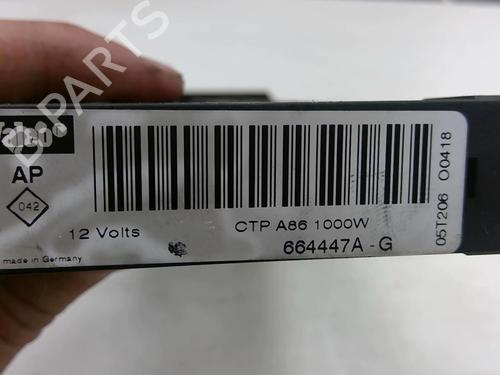 Valeo
AP
042
12 Volts
made in Germany
CTP A86 1000W
664447A-G
05T206 O0418
B-PARTS